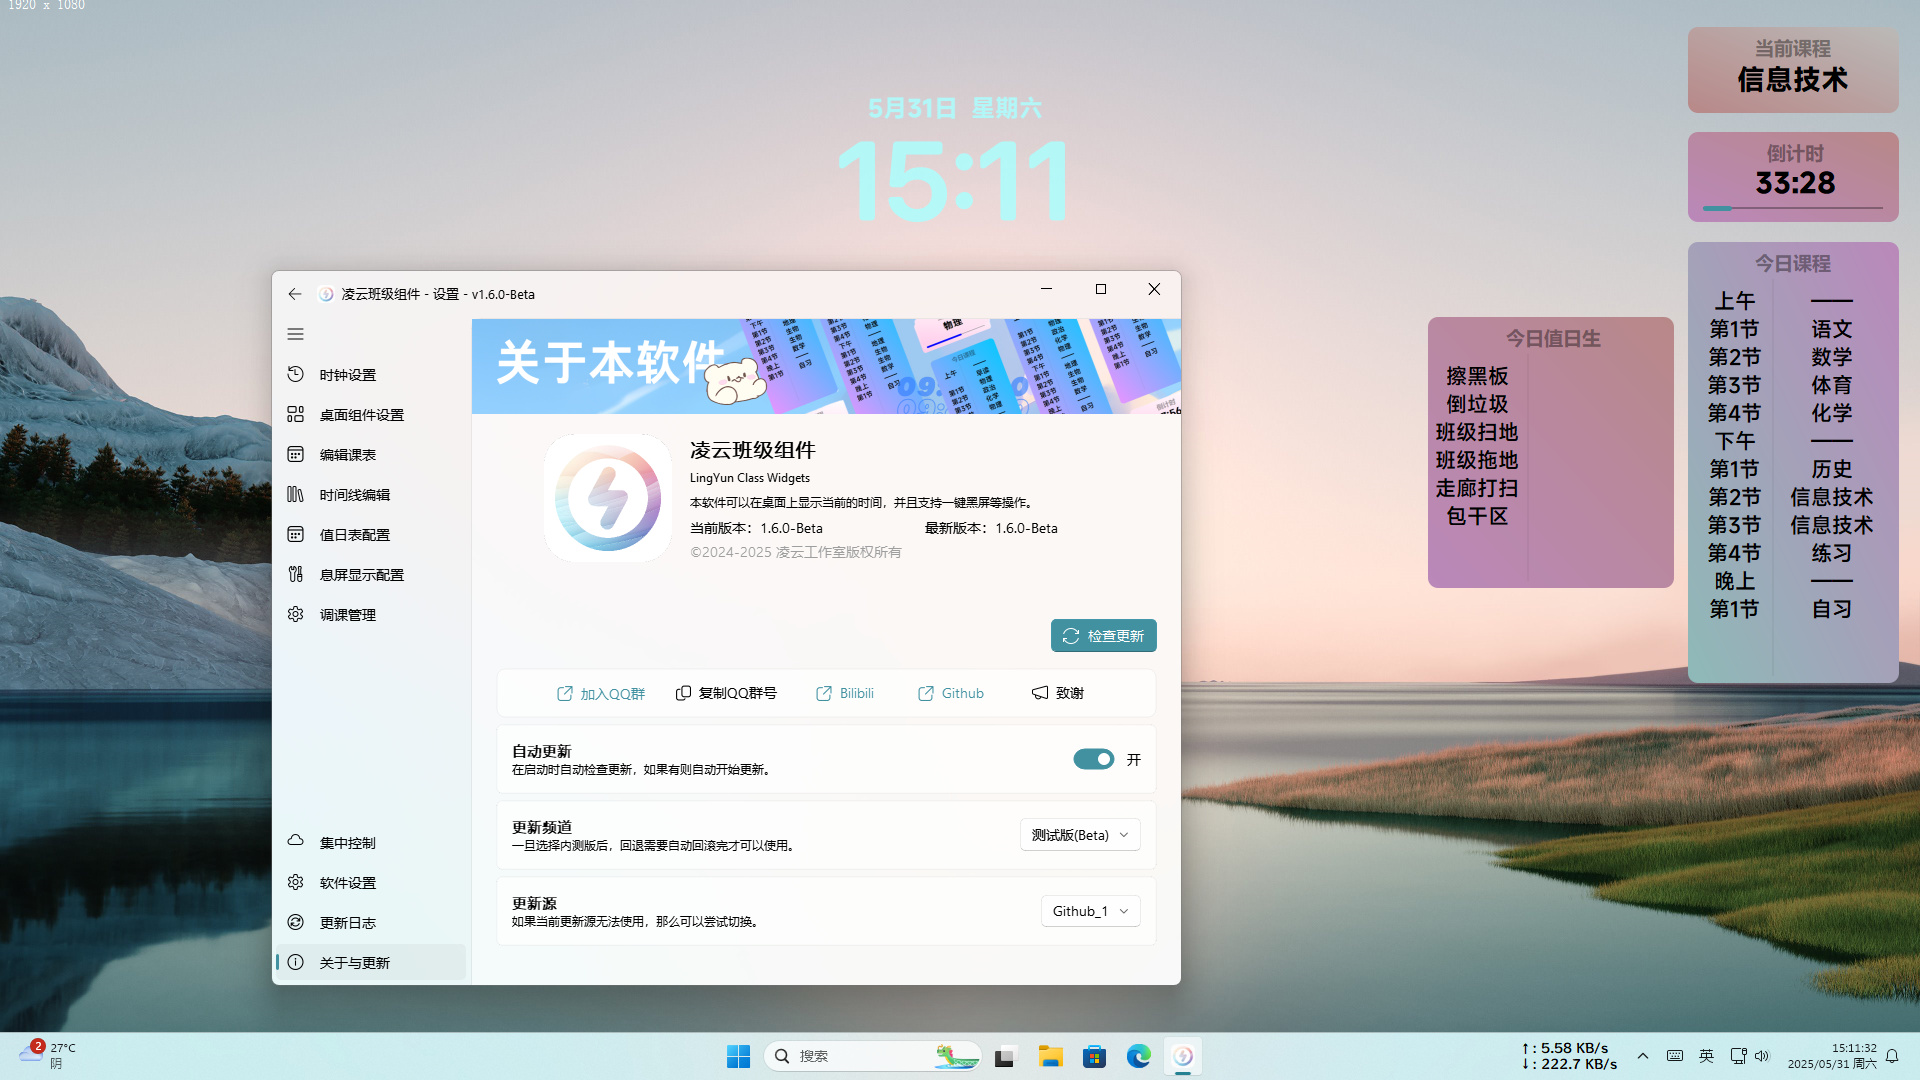 1920 x 1080
5月31日 星期六
15:11
当前课程
信息技术
倒计时
33:28
今日课程
上午 ——
第1节 语文
第2节 数学
第3节 体育
第4节 化学
下午 ——
第1节 历史
第2节 信息技术
第3节 信息技术
第4节 练习
晚上 ——
第1节 自习
今日值日生
擦黑板
倒垃圾
班级扫地
班级拖地
走廊打扫
包干区
凌云班级组件 - 设置 - v1.6.0-Beta
时钟设置
桌面组件设置
编辑课表
时间线编辑
值日表配置
息屏显示配置
调课管理
集中控制
软件设置
更新日志
关于与更新
关于本软件
凌云班级组件
LingYun Class Widgets
本软件可以在桌面上显示当前的时间，并且支持一键黑屏等操作。
当前版本：1.6.0-Beta 最新版本：1.6.0-Beta
©2024-2025 凌云工作室版权所有
检查更新
加入QQ群 复制QQ群号 Bilibili Github 致谢
自动更新
在启动时自动检查更新，如果有则自动开始更新。
开
更新频道
一旦选择内测版后，回退需要自动回滚完才可以使用。
测试版(Beta)
更新源
如果当前更新源无法使用，那么可以尝试切换。
Github_1
2
27°C
阴
搜索
↑: 5.58 KB/s
↓: 222.7 KB/s
英
15:11:32
2025/05/31 周六